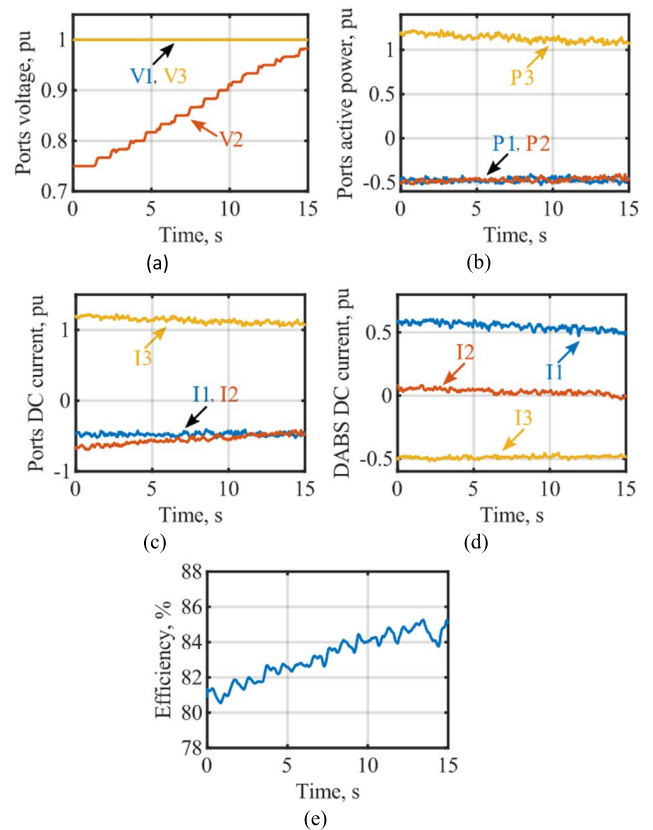 Ports voltage, pu
1
0.9
0.8
0.7
V1, V3
V2
0 5 10 15
Time, s
(a)
Ports active power, pu
1
0
-0.5
P3
P1, P2
0 5 10 15
Time, s
(b)
Ports DC current, pu
1
0
-1
I3
I1, I2
0 5 10 15
Time, s
(c)
DABS DC current, pu
0.5
0
-0.5
I2
I1
I3
0 5 10 15
Time, s
(d)
Efficiency, %
88
86
84
82
80
78
0 5 10 15
Time, s
(e)